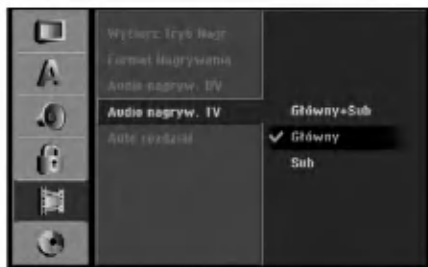 Wybierz Tryb Nagr.
Format Nagrywania
Audio nagryw. DV
Audio nagryw. TV
Auto rozdział
Główny+Sub
Główny
Sub